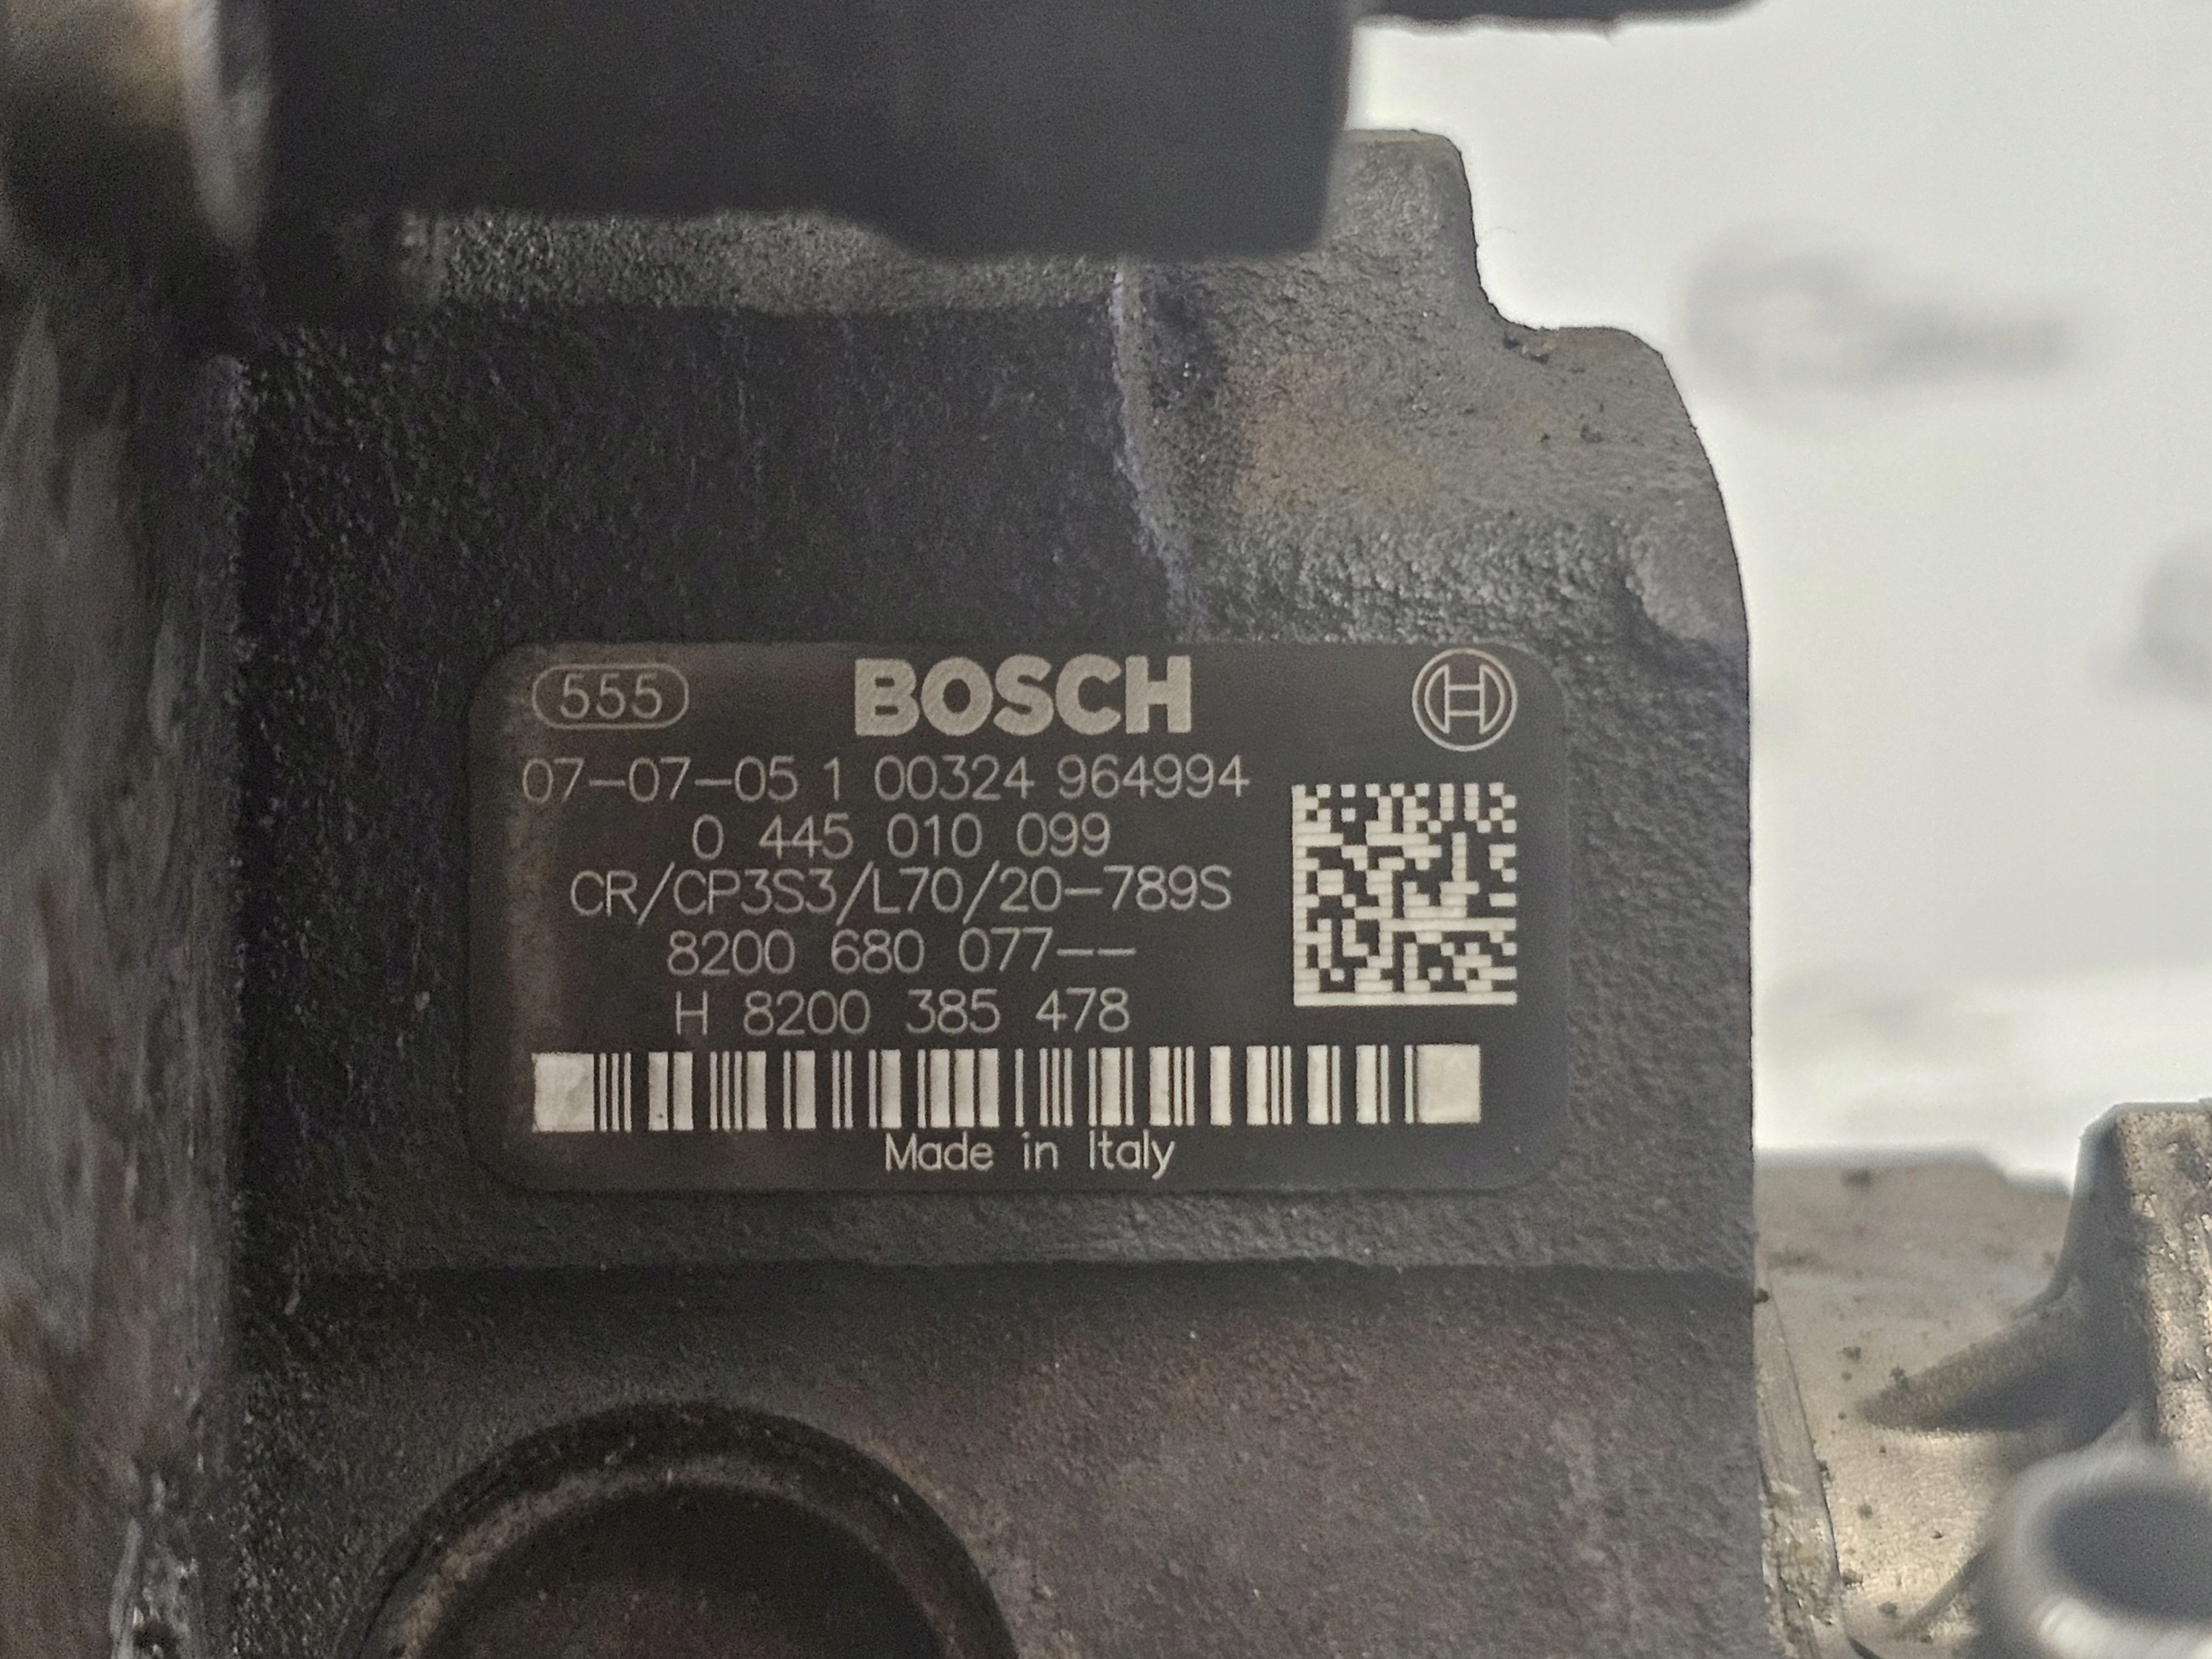 555 BOSCH
07-07-05 1 00324 964994
0 445 010 099
CR/CP3S3/L70/20-789S
8200 680 077--
H 8200 385 478
Made in Italy